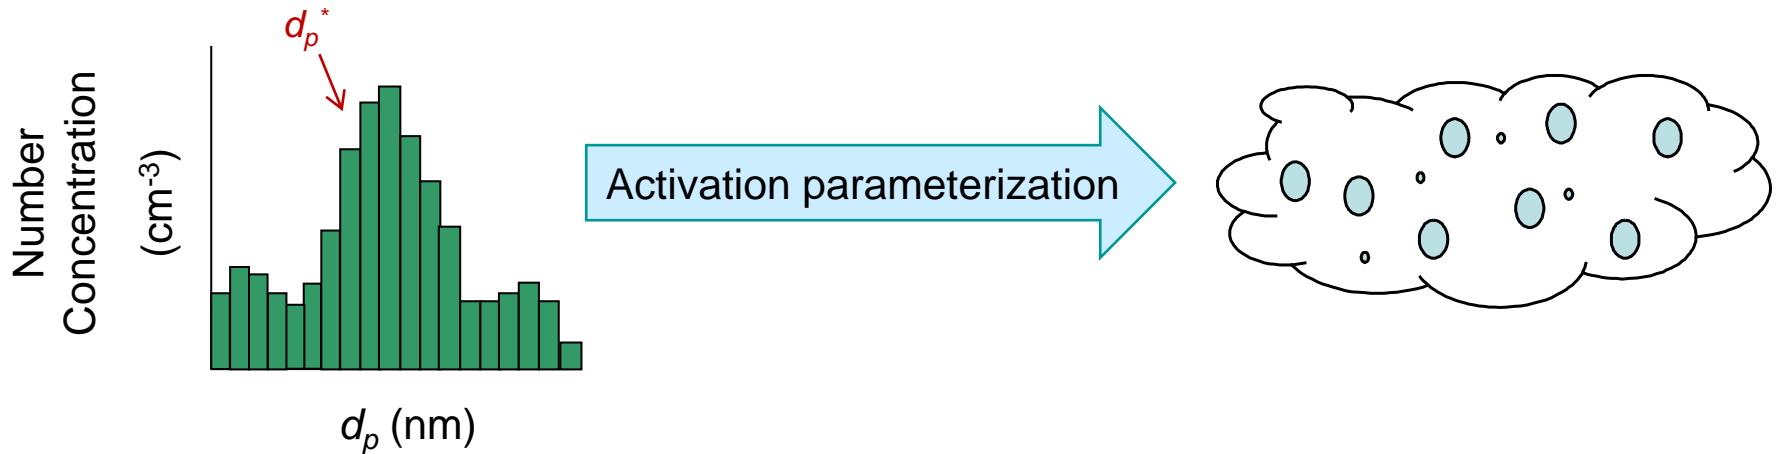 Number
Concentration
(cm-3)
dp*
dp (nm)
Activation parameterization